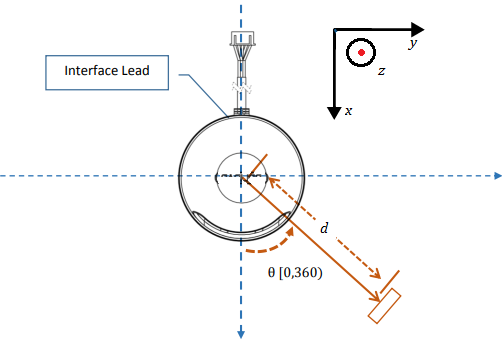 y
z
Interface Lead
x
d
θ [0,360)